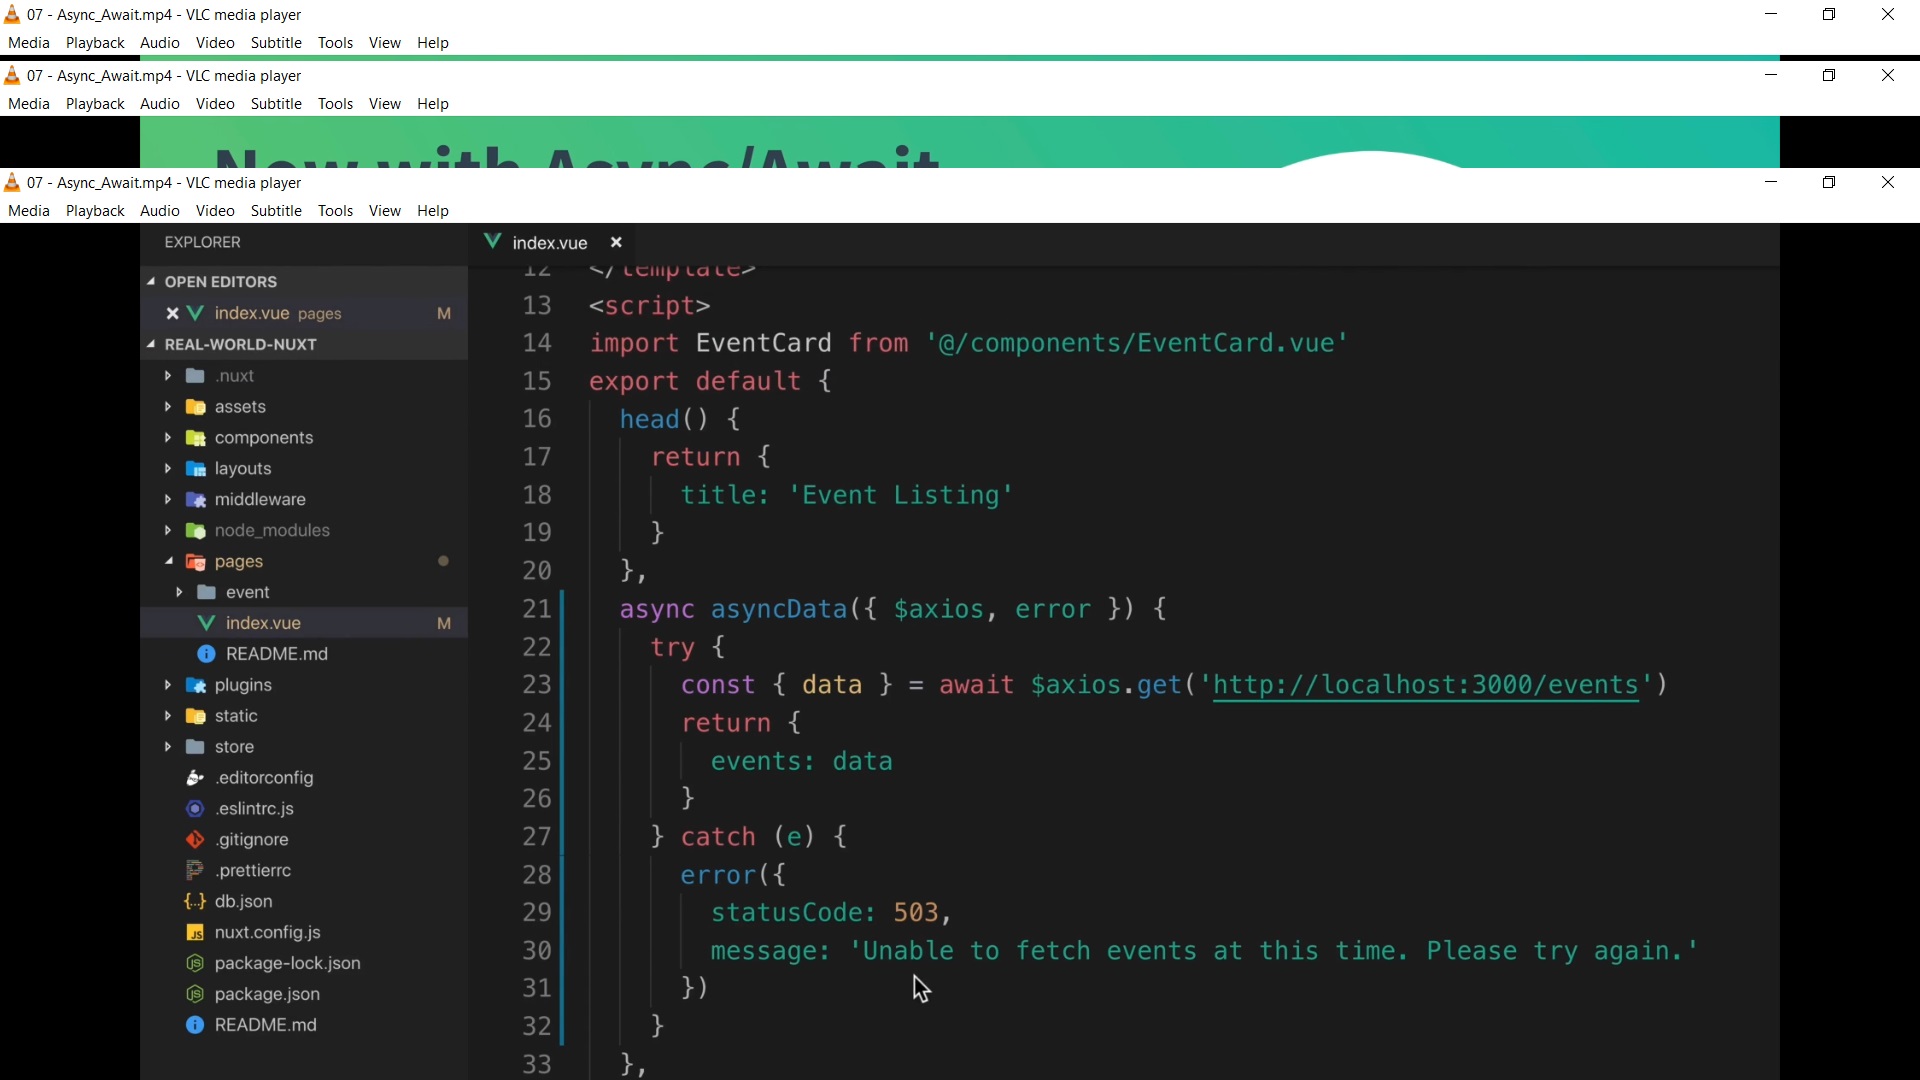 07 - Async_Await.mp4 - VLC media player
Media Playback Audio Video Subtitle Tools View Help
07 - Async_Await.mp4 - VLC media player
Media Playback Audio Video Subtitle Tools View Help
Now with Async/Await
07 - Async_Await.mp4 - VLC media player
Media Playback Audio Video Subtitle Tools View Help
EXPLORER
OPEN EDITORS
index.vue pages M
REAL-WORLD-NUXT
.nuxt
assets
components
layouts
middleware
node_modules
pages
event
index.vue M
README.md
plugins
static
store
.editorconfig
.eslintrc.js
.gitignore
.prettierrc
db.json
nuxt.config.js
package-lock.json
package.json
README.md
index.vue
12 </template>
13 <script>
14 import EventCard from '@/components/EventCard.vue'
15 export default {
16 head() {
17 return {
18 title: 'Event Listing'
19 }
20 },
21 async asyncData({ $axios, error }) {
22 try {
23 const { data } = await $axios.get('http://localhost:3000/events')
24 return {
25 events: data
26 }
27 } catch (e) {
28 error({
29 statusCode: 503,
30 message: 'Unable to fetch events at this time. Please try again.'
31 })
32 }
33 },